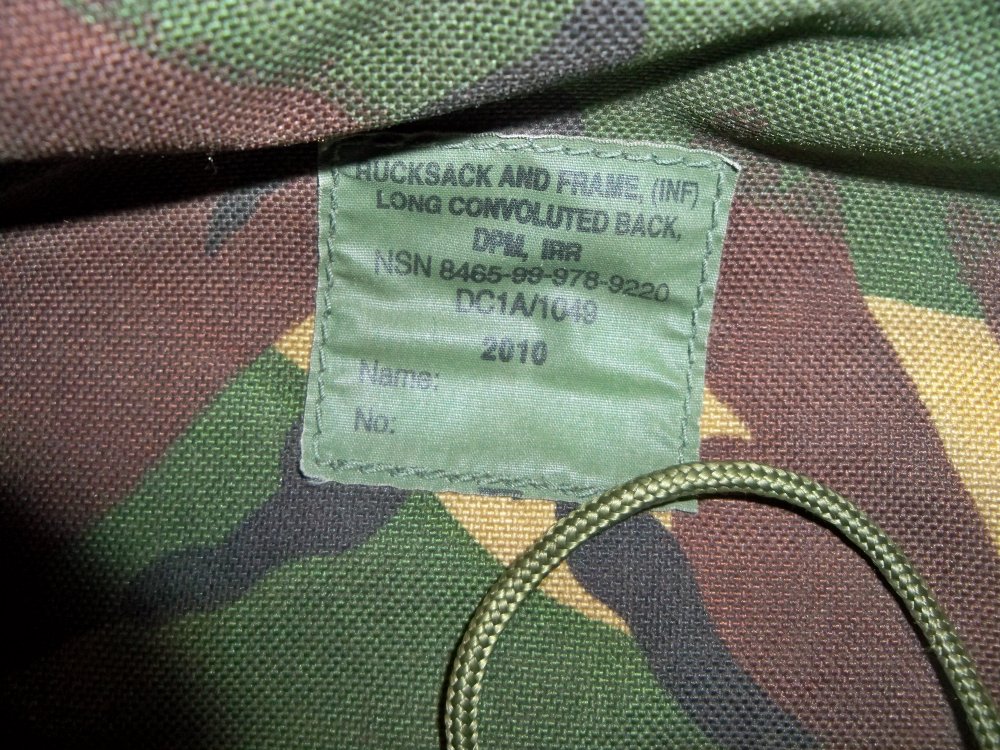 RUCKSACK AND FRAME, (INF)
LONG CONVOLUTED BACK,
DPM, IRR
NSN 8465-99-978-9220
DC1A/1049
2010
Name:
No: